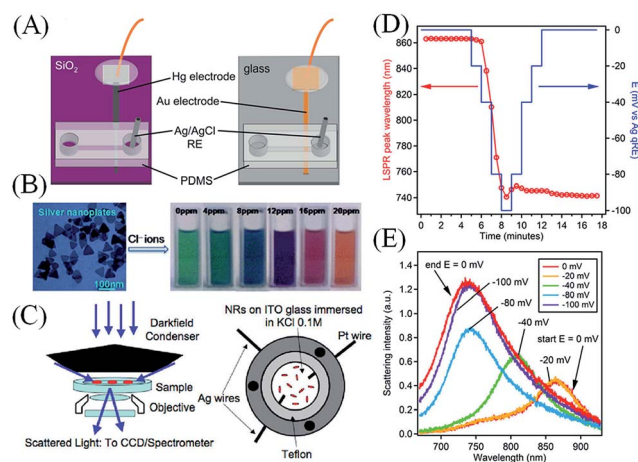 (A)
SiO2
Hg electrode
Au electrode
Ag/AgCl
RE
PDMS
glass
(B)
Silver nanoplates
100nm
Cl⁻ ions
0ppm 4ppm 8ppm 12ppm 16ppm 20ppm
(C)
Darkfield
Condenser
Sample
Objective
Scattered Light: To CCD/Spectrometer
NRs on ITO glass immersed
in KCl 0.1M
Pt wire
Ag wires
Teflon
(D)
LSPR peak wavelength (nm)
860
840
820
800
780
760
740
0 2 4 6 8 10 12 14 16 18
Time (minutes)
0
-20
-40
-60
-80
-100
E (mV vs Ag qRE)
(E)
Scattering intensity (a.u.)
1.4
1.2
1.0
0.8
0.6
0.4
0.2
0.0
700 750 800 850 900
Wavelength (nm)
end E = 0 mV
-100 mV
-80 mV
-40 mV
start E = 0 mV
-20 mV
0 mV
-20 mV
-40 mV
-80 mV
-100 mV